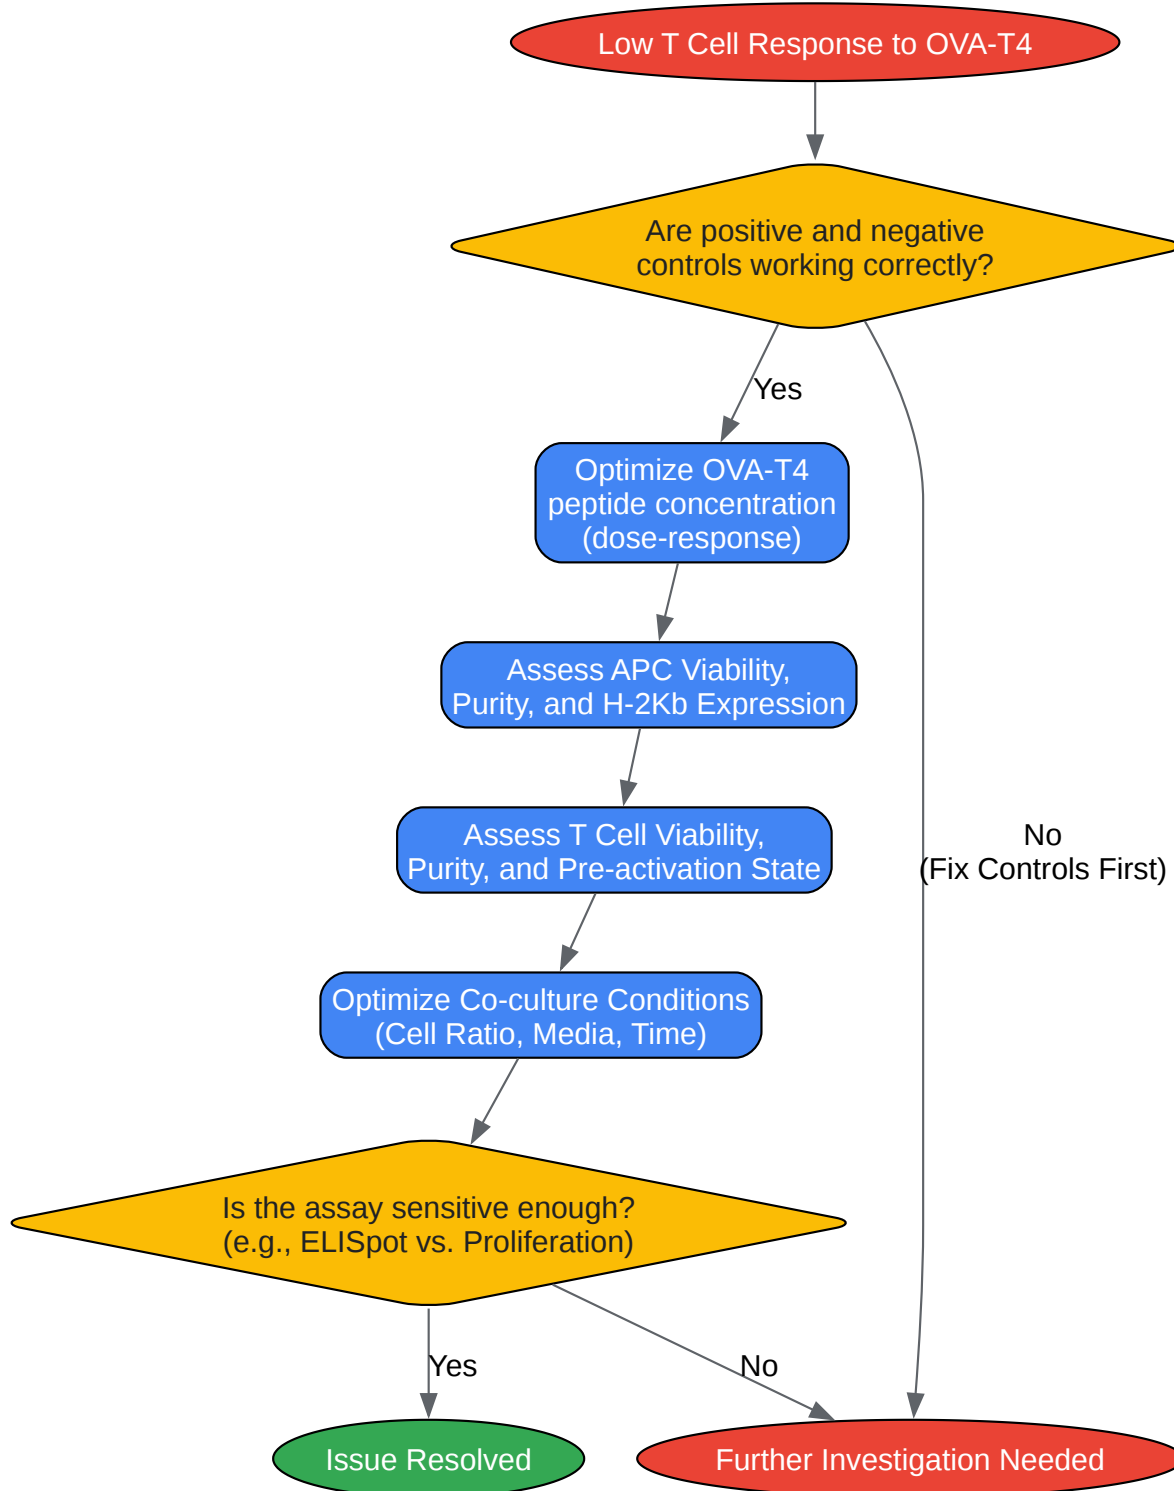 Low T Cell Response to OVA-T4
Are positive and negative
controls working correctly?
Yes
Optimize OVA-T4
peptide concentration
(dose-response)
Assess APC Viability,
Purity, and H-2Kb Expression
Assess T Cell Viability,
Purity, and Pre-activation State
No
(Fix Controls First)
Optimize Co-culture Conditions
(Cell Ratio, Media, Time)
Is the assay sensitive enough?
(e.g., ELISpot vs. Proliferation)
Yes
No
Issue Resolved
Further Investigation Needed